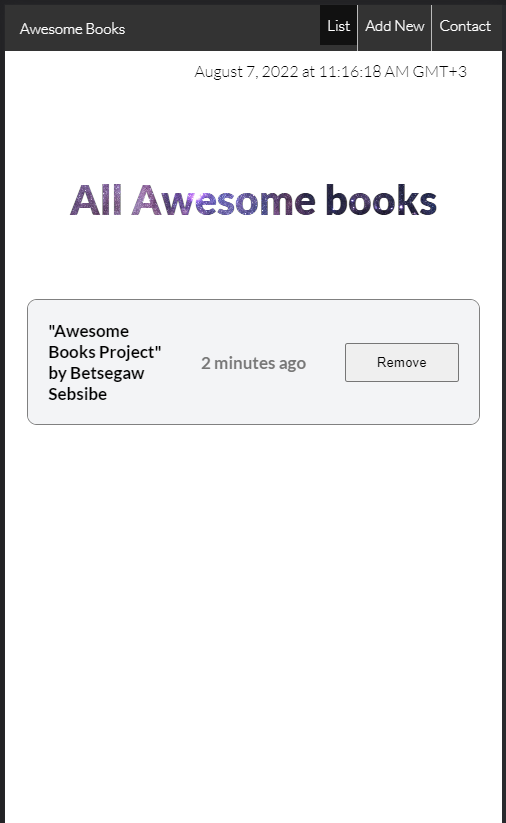 Awesome Books
List
Add New
Contact
August 7, 2022 at 11:16:18 AM GMT+3
All Awesome books
"Awesome
Books Project"
by Betsegaw
Sebsibe
2 minutes ago
Remove